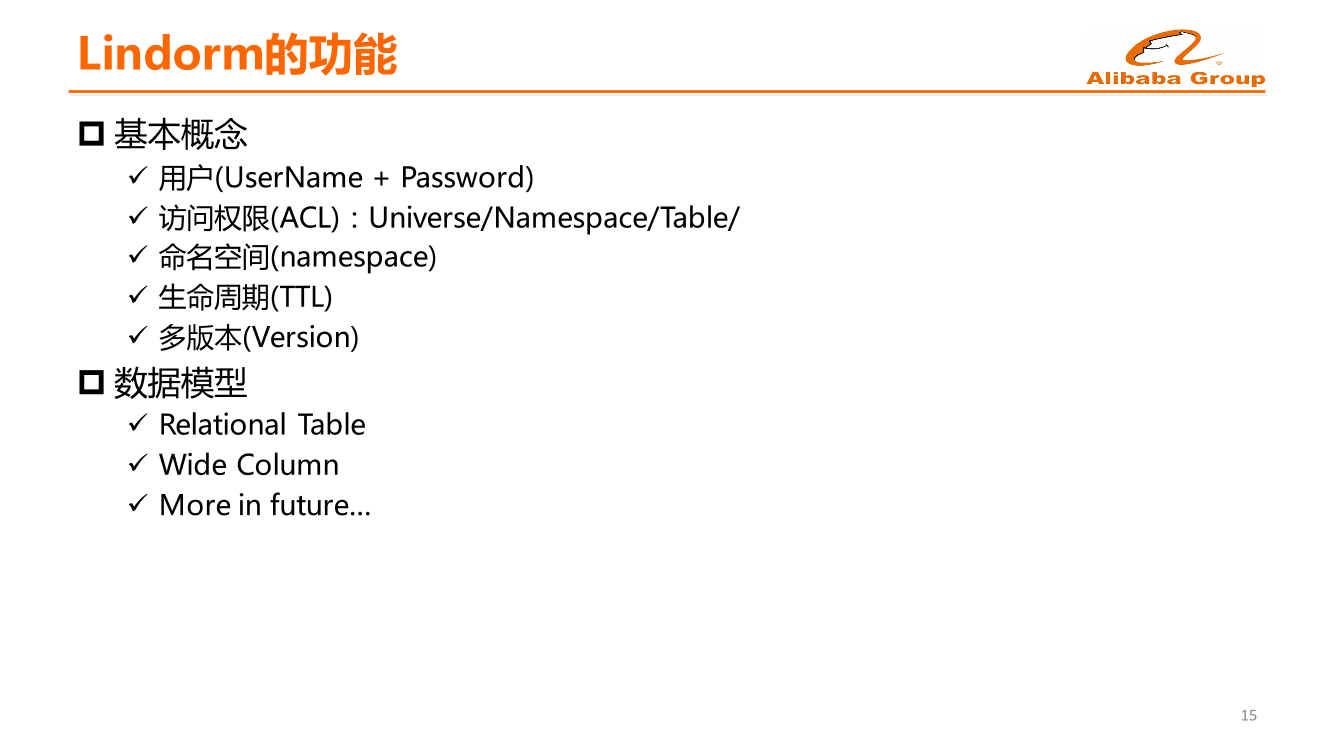 Lindorm的功能
Alibaba Group
基本概念
用户(UserName + Password)
访问权限(ACL)：Universe/Namespace/Table/
命名空间(namespace)
生命周期(TTL)
多版本(Version)
数据模型
Relational Table
Wide Column
More in future…
15